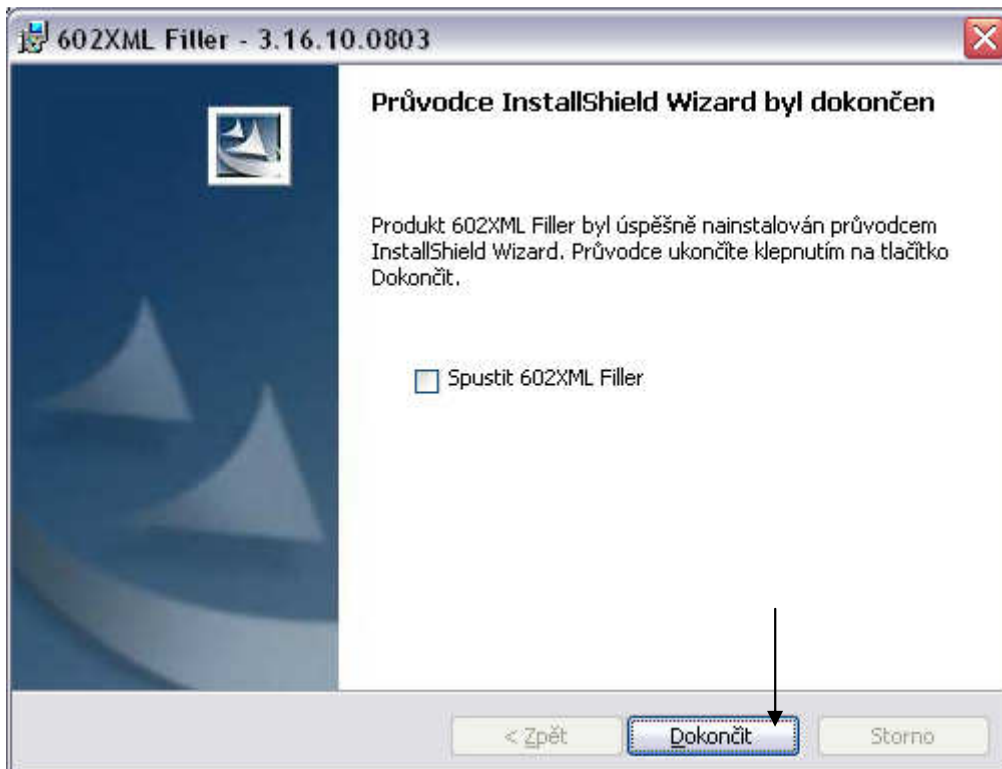 602XML Filler - 3.16.10.0803
Průvodce InstallShield Wizard byl dokončen
Produkt 602XML Filler byl úspěšně nainstalován průvodcem
InstallShield Wizard. Průvodce ukončíte klepnutím na tlačítko
Dokončit.
Spustit 602XML Filler
< Zpět
Dokončit
Storno